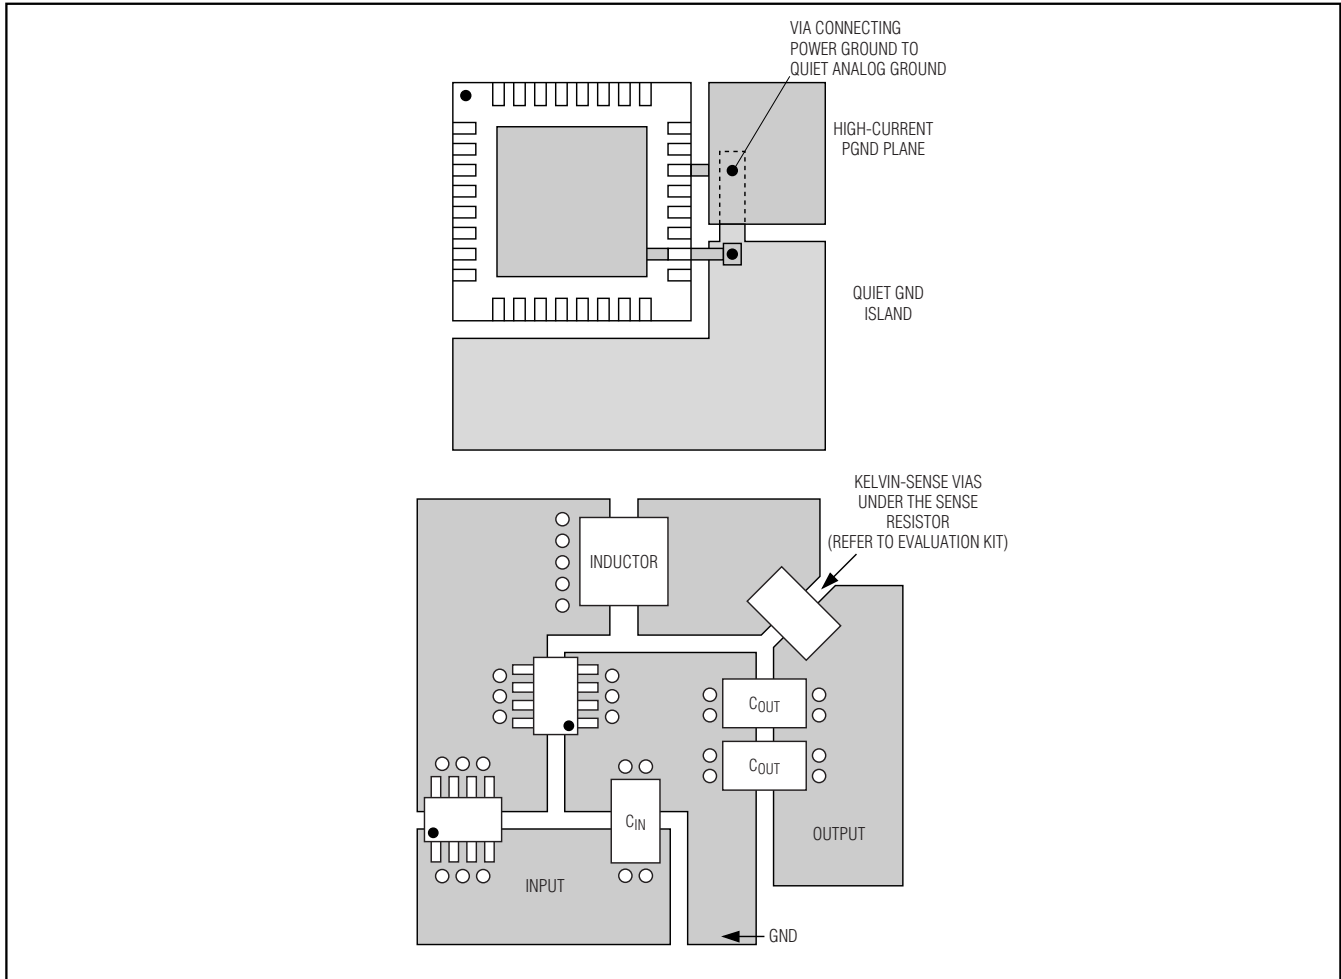 VIA CONNECTING
POWER GROUND TO
QUIET ANALOG GROUND
HIGH-CURRENT
PGND PLANE
QUIET GND
ISLAND
KELVIN-SENSE VIAS
UNDER THE SENSE
RESISTOR
(REFER TO EVALUATION KIT)
INDUCTOR
COUT
COUT
CIN
OUTPUT
INPUT
GND